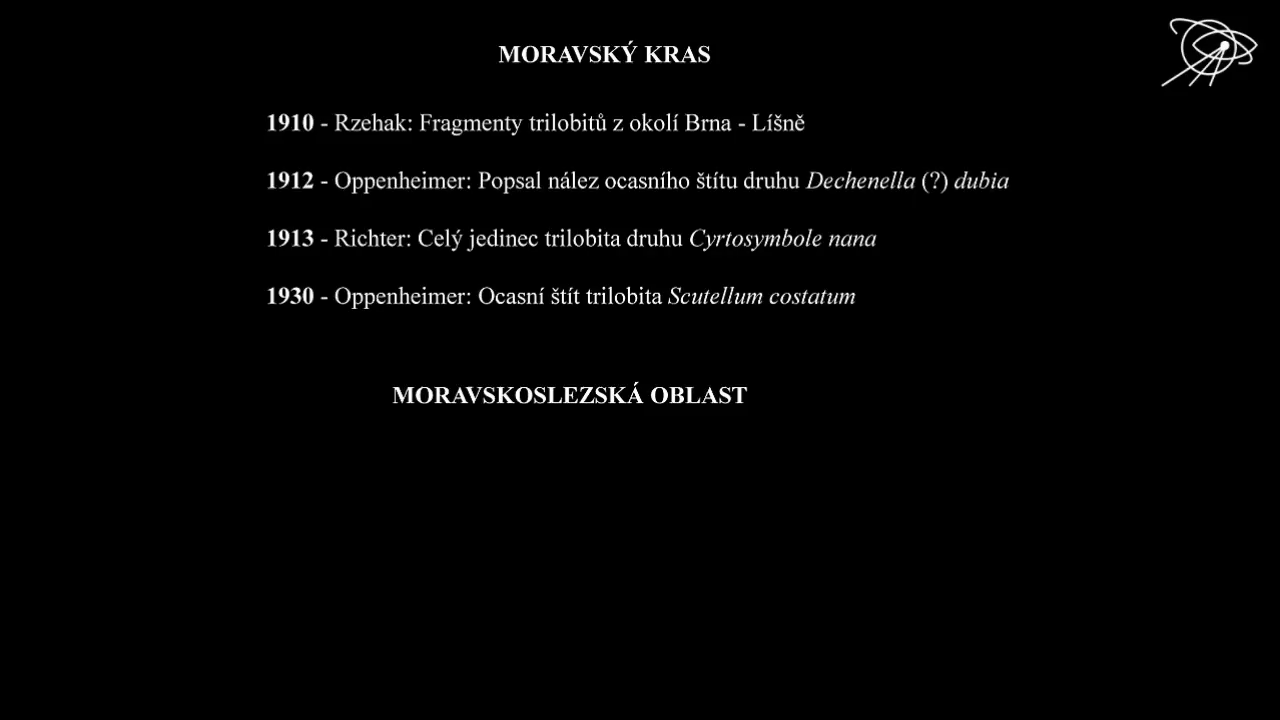 MORAVSKÝ KRAS
1910 - Rzehak: Fragmenty trilobitů z okolí Brna - Líšně
1912 - Oppenheimer: Popsal nález ocasního štítu druhu Dechenella (?) dubia
1913 - Richter: Celý jedinec trilobita druhu Cyrtosymbole nana
1930 - Oppenheimer: Ocasní štít trilobita Scutellum costatum
MORAVSKOSLEZSKÁ OBLAST